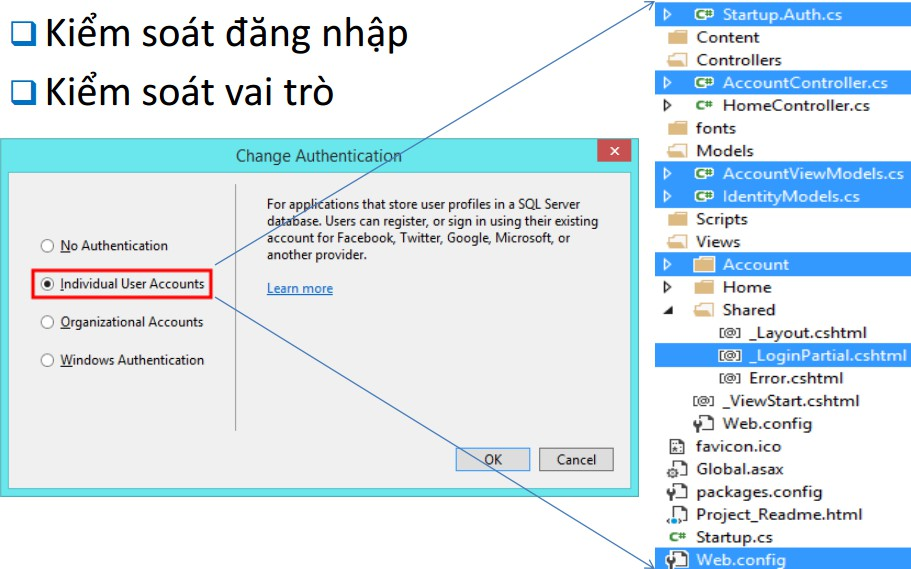 Kiểm soát đăng nhập
Kiểm soát vai trò
Change Authentication
No Authentication
Individual User Accounts
Organizational Accounts
Windows Authentication
For applications that store user profiles in a SQL Server
database. Users can register, or sign in using their existing
account for Facebook, Twitter, Google, Microsoft, or
another provider.
Learn more
OK
Cancel
C# Startup.Auth.cs
Content
Controllers
C# AccountController.cs
C# HomeController.cs
fonts
Models
C# AccountViewModels.cs
C# IdentityModels.cs
Scripts
Views
Account
Home
Shared
[@] _Layout.cshtml
[@] _LoginPartial.cshtml
[@] Error.cshtml
[@] _ViewStart.cshtml
Web.config
favicon.ico
Global.asax
packages.config
Project_Readme.html
C# Startup.cs
Web.config